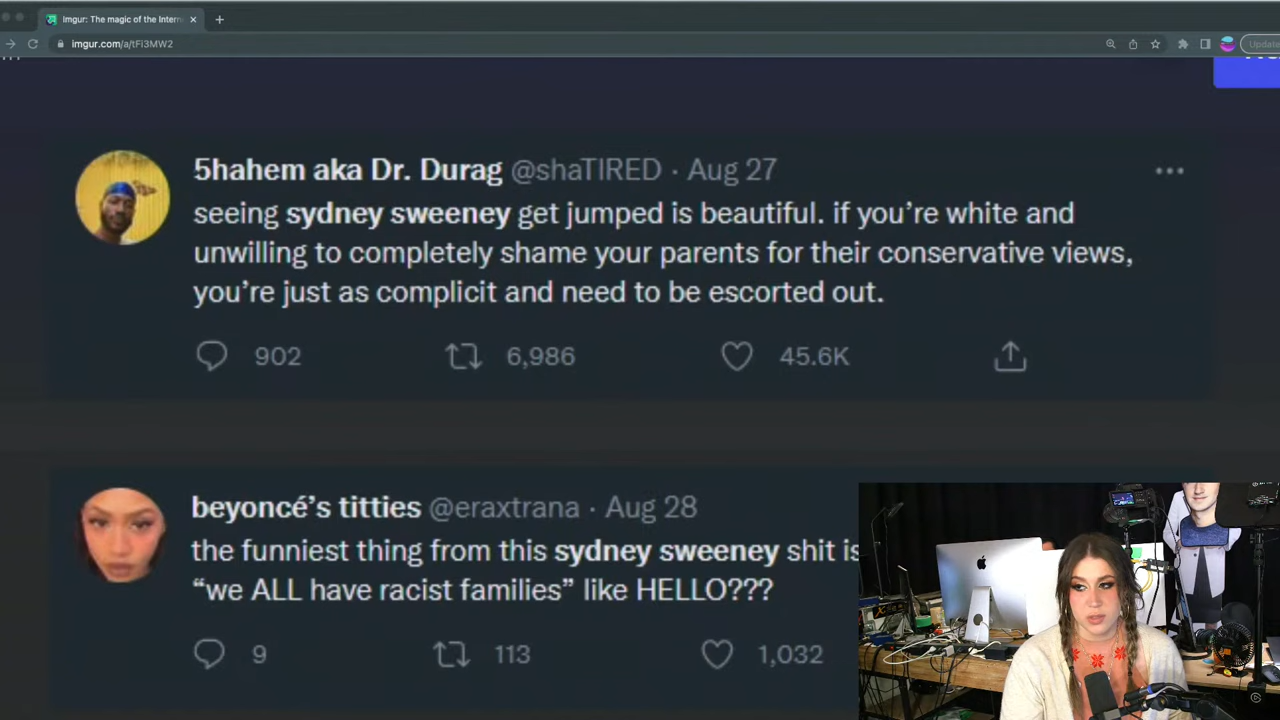 Imgur: The magic of the Intern
imgur.com/a/tFi3MW2
5hahem aka Dr. Durag @shaTIRED · Aug 27
seeing sydney sweeney get jumped is beautiful. if you’re white and
unwilling to completely shame your parents for their conservative views,
you’re just as complicit and need to be escorted out.
902 6,986 45.6K
beyoncé’s titties @eraxtrana · Aug 28
the funniest thing from this sydney sweeney shit is
“we ALL have racist families” like HELLO???
9 113 1,032